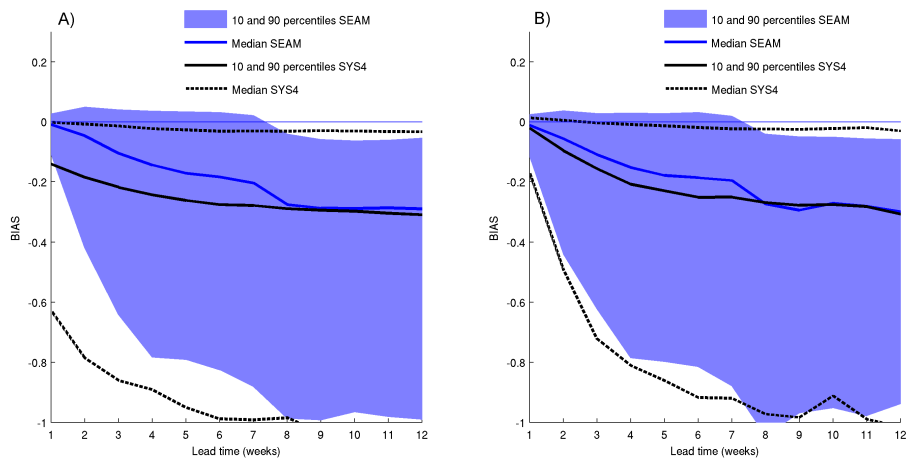 A)
10 and 90 percentiles SEAM
Median SEAM
10 and 90 percentiles SYS4
Median SYS4
0.2
0
-0.2
-0.4
-0.6
-0.8
-1
BIAS
1 2 3 4 5 6 7 8 9 10 11 12
Lead time (weeks)
B)
10 and 90 percentiles SEAM
Median SEAM
10 and 90 percentiles SYS4
Median SYS4
0.2
0
-0.2
-0.4
-0.6
-0.8
-1
BIAS
1 2 3 4 5 6 7 8 9 10 11 12
Lead time (weeks)